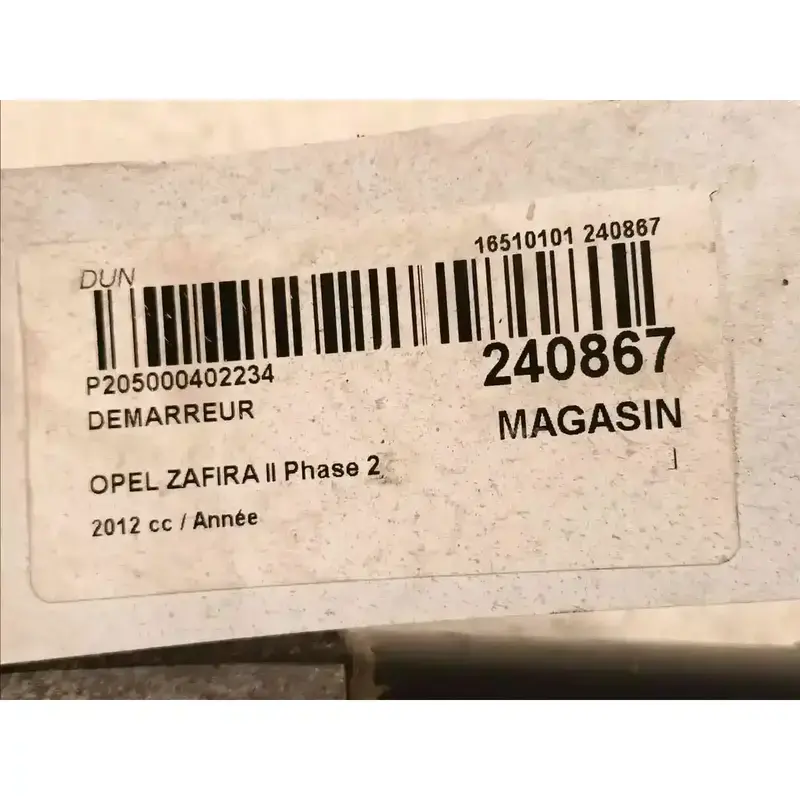 16510101 240867
DUN
P205000402234
240867
DEMARREUR
MAGASIN
OPEL ZAFIRA II Phase 2
2012 cc / Année